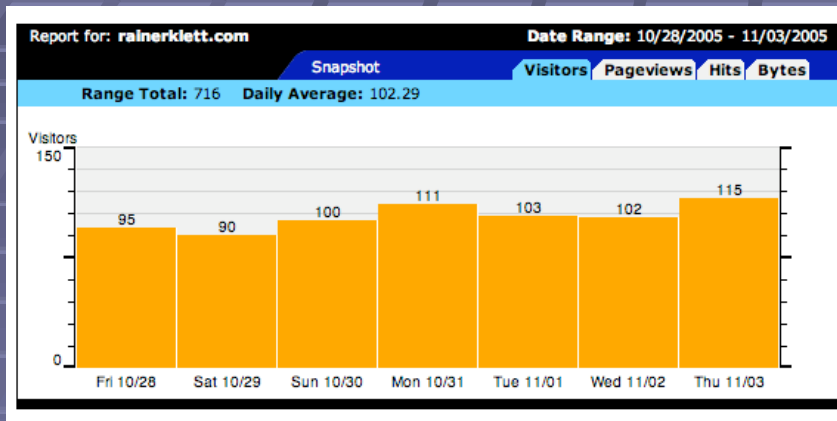 Report for: rainerklett.com Date Range: 10/28/2005 - 11/03/2005
Snapshot Visitors Pageviews Hits Bytes
Range Total: 716 Daily Average: 102.29
Visitors
150
95 90 100 111 103 102 115
0
Fri 10/28 Sat 10/29 Sun 10/30 Mon 10/31 Tue 11/01 Wed 11/02 Thu 11/03